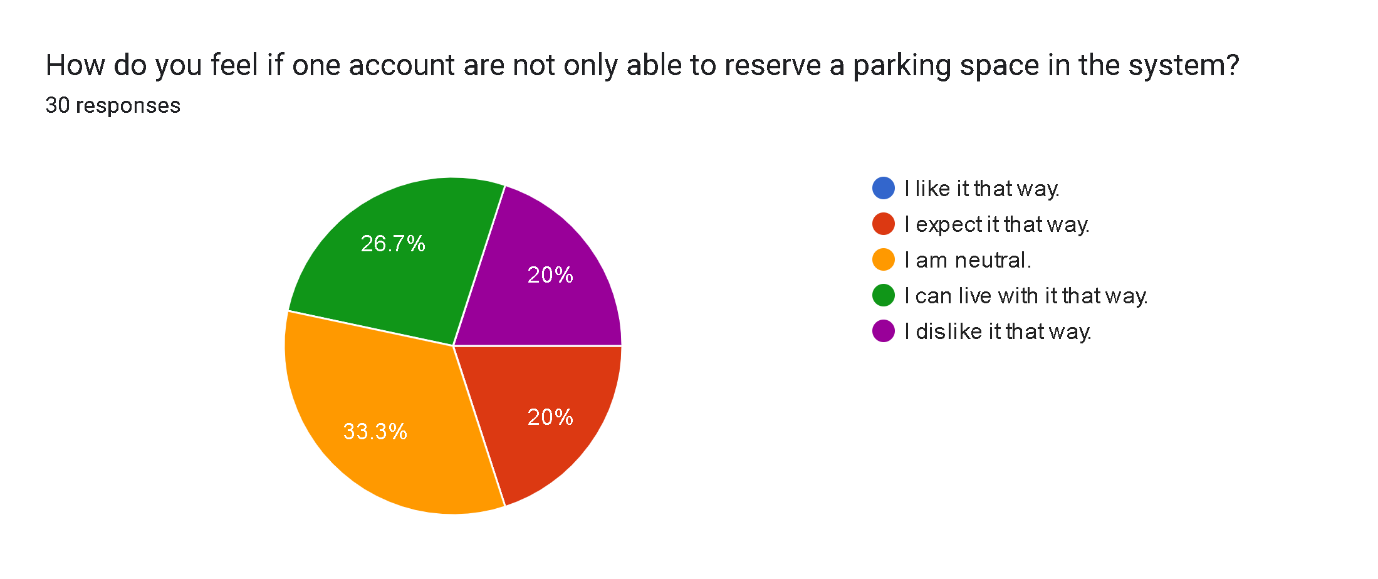 How do you feel if one account are not only able to reserve a parking space in the system?
30 responses
26.7%
20%
33.3%
20%
I like it that way.
I expect it that way.
I am neutral.
I can live with it that way.
I dislike it that way.